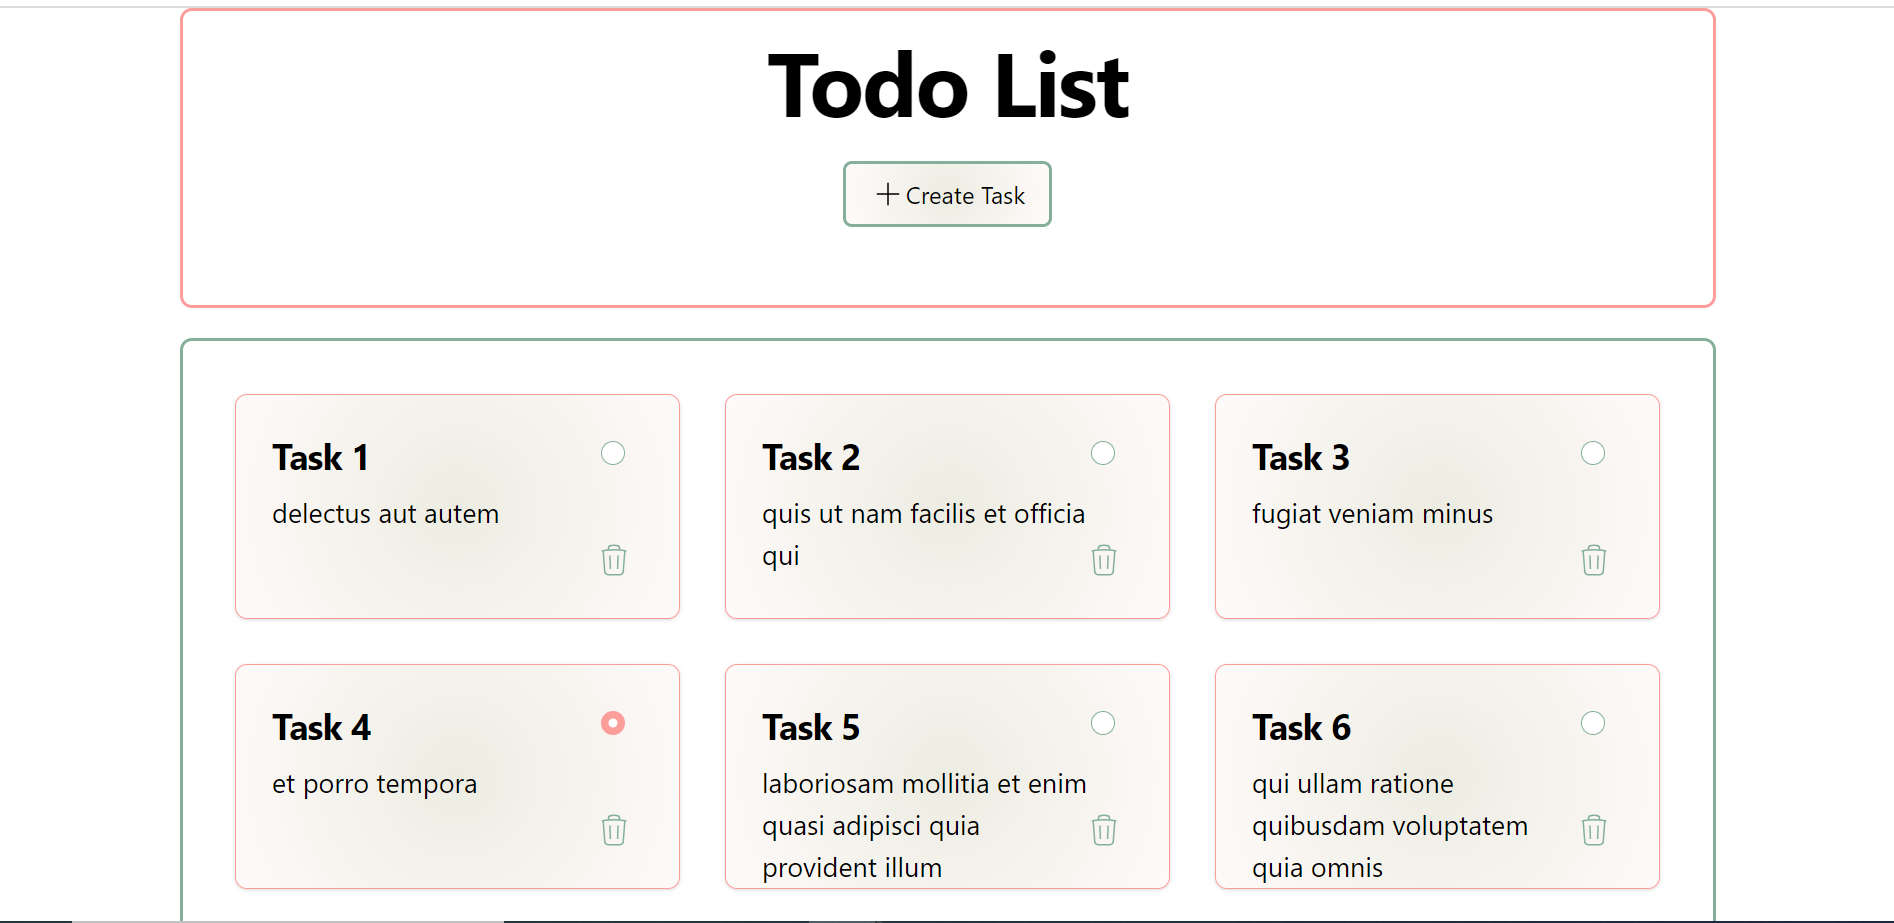 Todo List
Create Task
Task 1
delectus aut autem
Task 2
quis ut nam facilis et officia
qui
Task 3
fugiat veniam minus
Task 4
et porro tempora
Task 5
laboriosam mollitia et enim
quasi adipisci quia
provident illum
Task 6
qui ullam ratione
quibusdam voluptatem
quia omnis